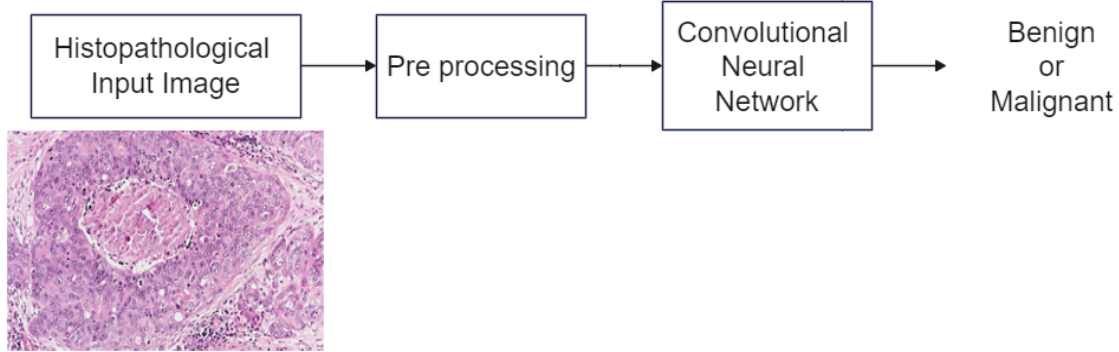 Histopathological
Input Image
Pre processing
Convolutional
Neural
Network
Benign
or
Malignant